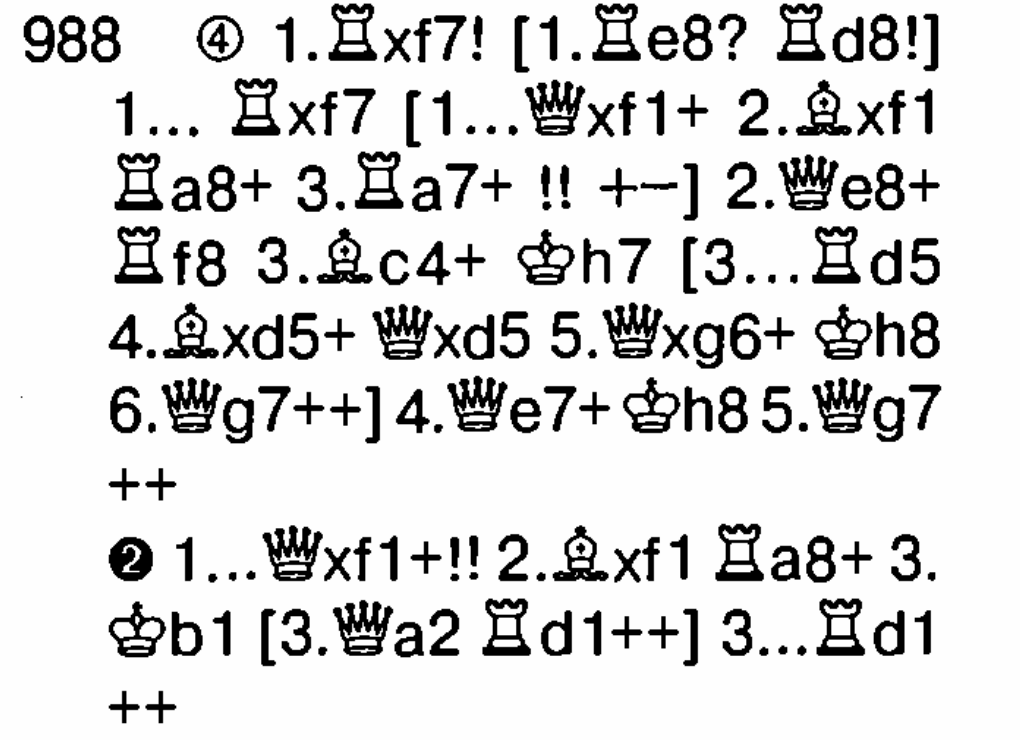 988 ④ 1.♖xf7! [1.♖e8? ♖d8!]
1... ♖xf7 [1...♕xf1+ 2.♗xf1
♖a8+ 3.♖a7+ !! +−] 2.♕e8+
♖f8 3.♗c4+ ♔h7 [3...♖d5
4.♗xd5+ ♕xd5 5.♕xg6+ ♔h8
6.♕g7++] 4.♕e7+ ♔h8 5.♕g7
++
❷ 1...♕xf1+!! 2.♗xf1 ♖a8+ 3.
♔b1 [3.♕a2 ♖d1++] 3...♖d1
++